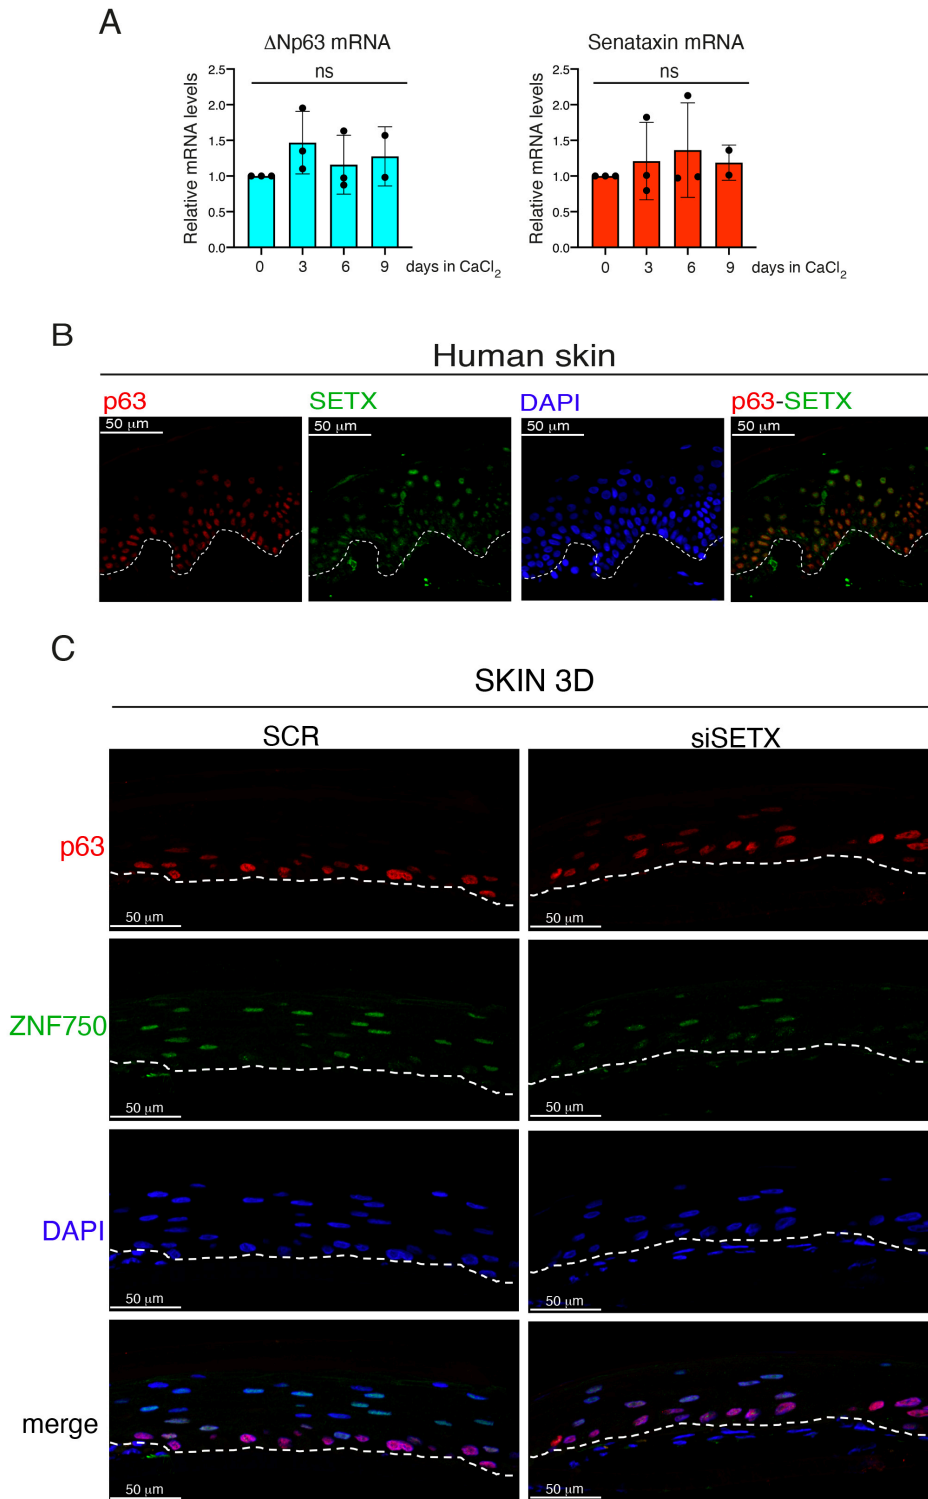 A
ΔNp63 mRNA
Senataxin mRNA
Relative mRNA levels
2.5
2.0
1.5
1.0
0.5
0.0
ns
0 3 6 9 days in CaCl₂
Relative mRNA levels
2.5
2.0
1.5
1.0
0.5
0.0
ns
0 3 6 9 days in CaCl₂
B
Human skin
p63 SETX DAPI p63-SETX
50 μm 50 μm 50 μm 50 μm
C
SKIN 3D
SCR siSETX
p63
50 μm 50 μm
ZNF750
50 μm 50 μm
DAPI
50 μm 50 μm
merge
50 μm 50 μm